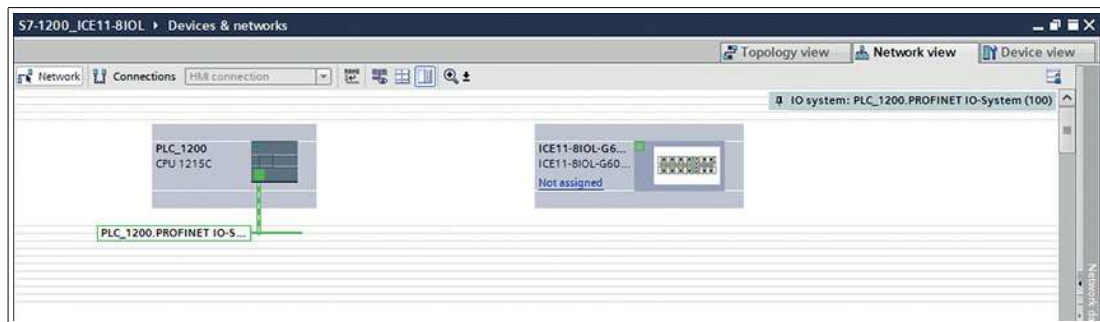 S7-1200_ICE11-8IOL ▸ Devices & networks
Topology view Network view Device view
Network Connections HMI connection
IO system: PLC_1200.PROFINET IO-System (100)
PLC_1200
CPU 1215C
ICE11-8IOL-G6...
ICE11-8IOL-G60...
Not assigned
PLC_1200.PROFINET IO-S...
Network da